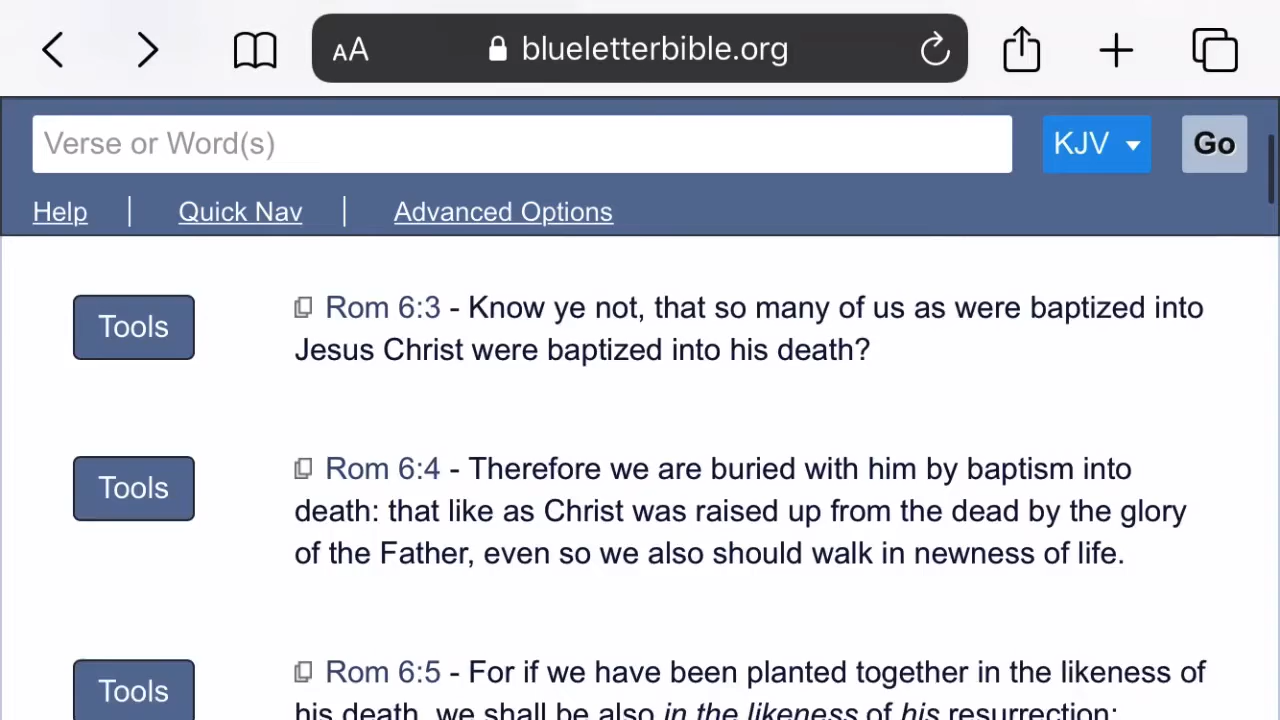 AA blueletterbible.org
Verse or Word(s) KJV Go
Help | Quick Nav | Advanced Options
Tools Rom 6:3 - Know ye not, that so many of us as were baptized into
Jesus Christ were baptized into his death?
Tools Rom 6:4 - Therefore we are buried with him by baptism into
death: that like as Christ was raised up from the dead by the glory
of the Father, even so we also should walk in newness of life.
Tools Rom 6:5 - For if we have been planted together in the likeness of
his death, we shall be also in the likeness of his resurrection: